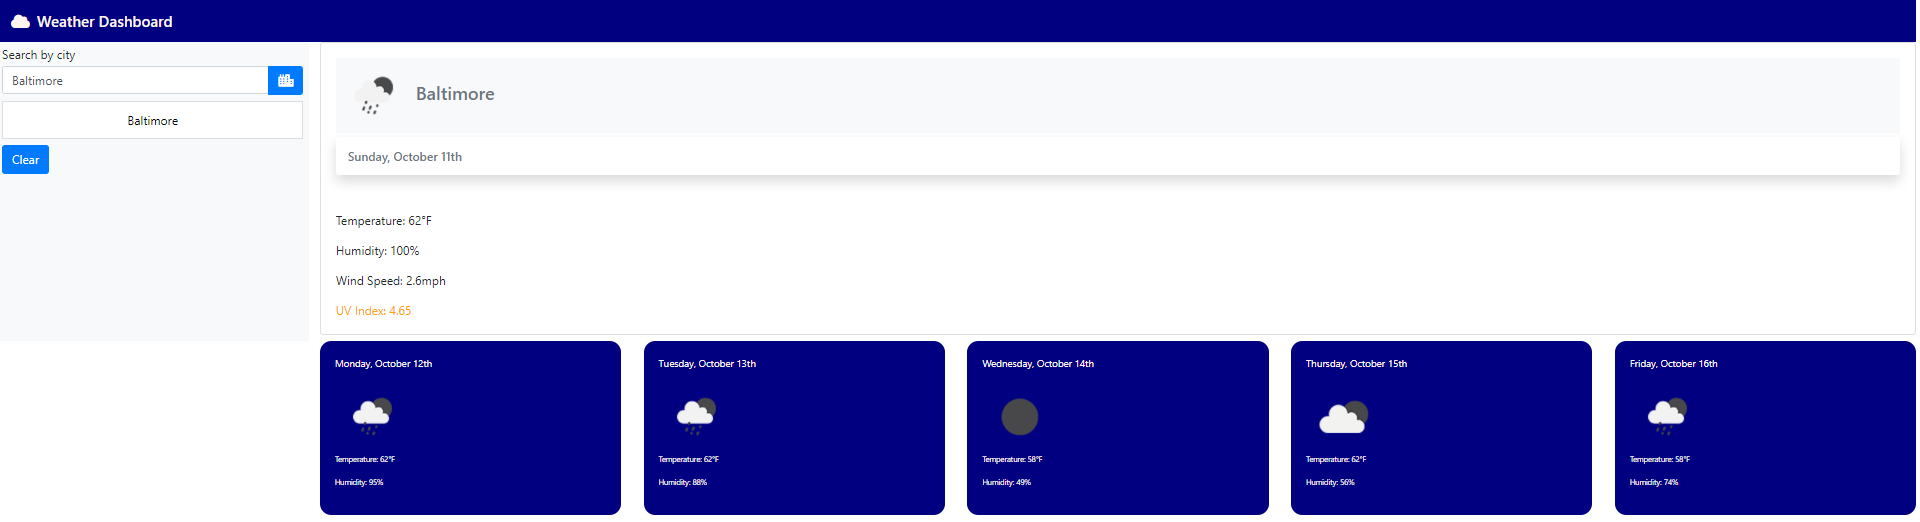 Weather Dashboard
Search by city
Baltimore
Baltimore
Clear
Baltimore
Sunday, October 11th
Temperature: 62°F
Humidity: 100%
Wind Speed: 2.6mph
UV Index: 4.65
Monday, October 12th
Temperature: 62°F
Humidity: 95%
Tuesday, October 13th
Temperature: 62°F
Humidity: 88%
Wednesday, October 14th
Temperature: 58°F
Humidity: 49%
Thursday, October 15th
Temperature: 62°F
Humidity: 56%
Friday, October 16th
Temperature: 58°F
Humidity: 74%